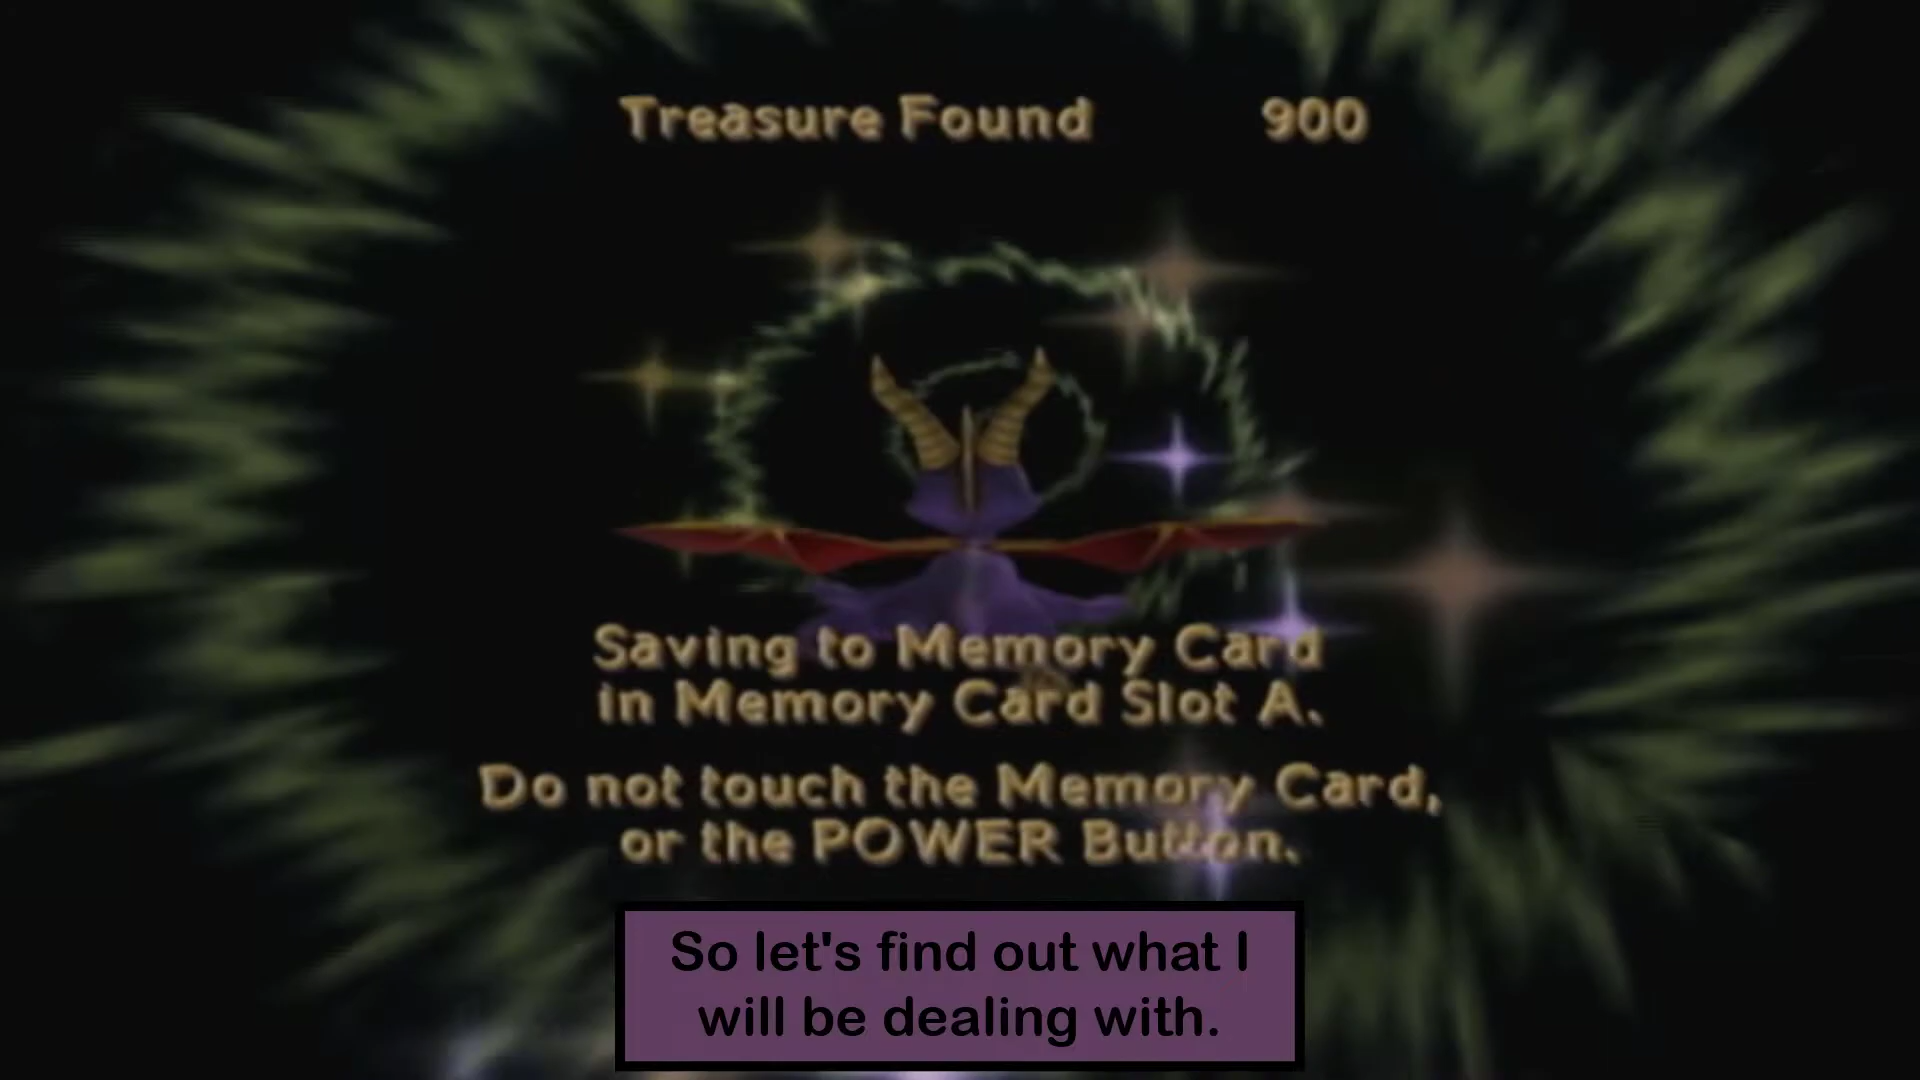 Treasure Found 900
Saving to Memory Card
in Memory Card Slot A.
Do not touch the Memory Card,
or the POWER Button.
So let's find out what I
will be dealing with.